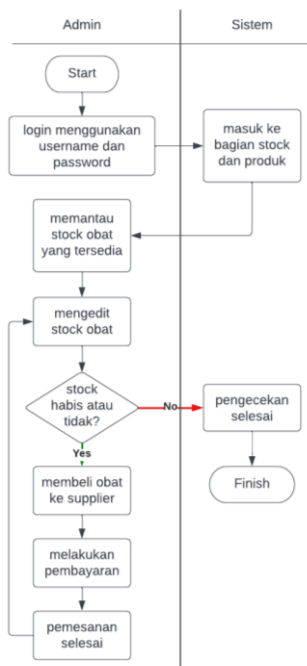 Admin
Sistem
Start
login menggunakan
username dan
password
masuk ke
bagian stock
dan produk
memantau
stock obat
yang tersedia
mengedit
stock obat
stock
habis atau
tidak?
No
pengecekan
selesai
Yes
Finish
membeli obat
ke supplier
melakukan
pembayaran
pemesanan
selesai